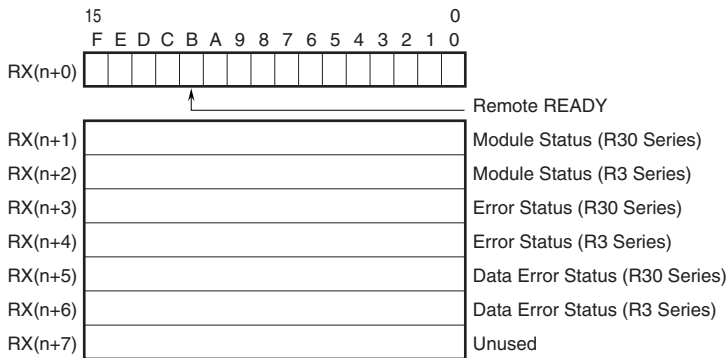 15 0
F E D C B A 9 8 7 6 5 4 3 2 1 0
RX(n+0)
Remote READY
RX(n+1) Module Status (R30 Series)
RX(n+2) Module Status (R3 Series)
RX(n+3) Error Status (R30 Series)
RX(n+4) Error Status (R3 Series)
RX(n+5) Data Error Status (R30 Series)
RX(n+6) Data Error Status (R3 Series)
RX(n+7) Unused